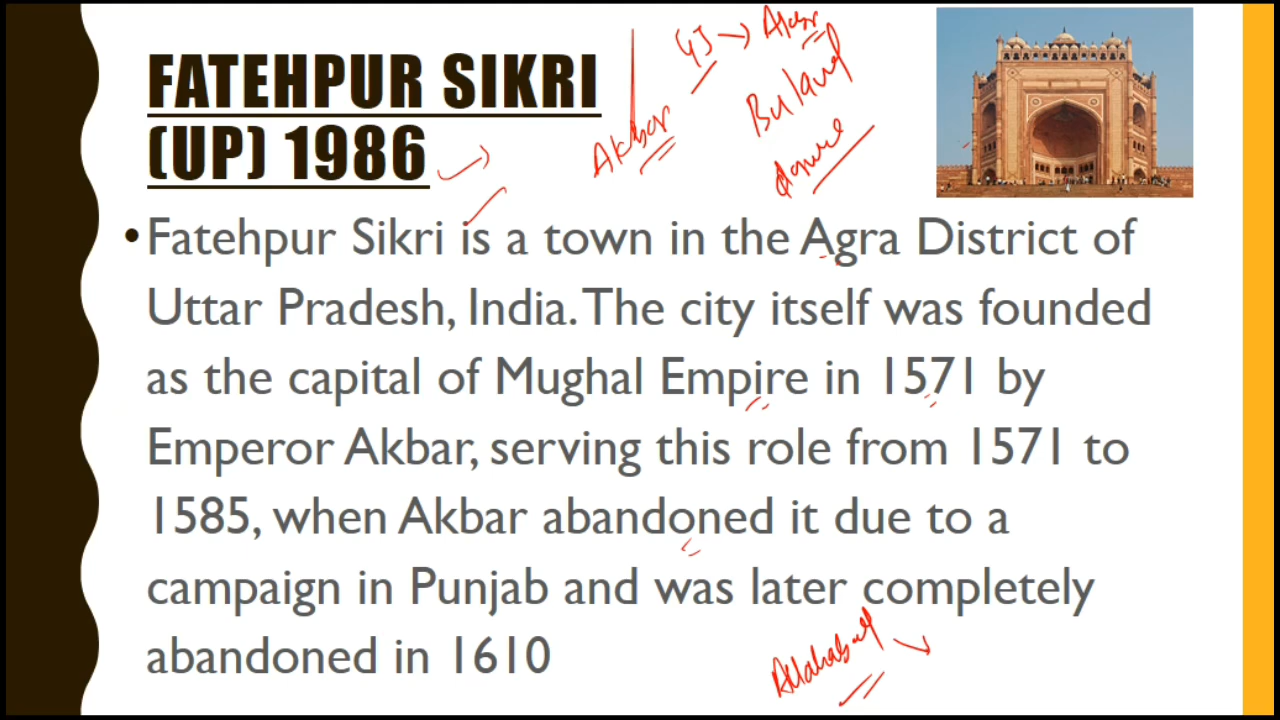 FATEHPUR SIKRI
(UP) 1986
GJ → Akbar
Akbar
Buland
• Fatehpur Sikri is a town in the Agra District of
Uttar Pradesh, India. The city itself was founded
as the capital of Mughal Empire in 1571 by
Emperor Akbar, serving this role from 1571 to
1585, when Akbar abandoned it due to a
campaign in Punjab and was later completely
abandoned in 1610
Allahabad